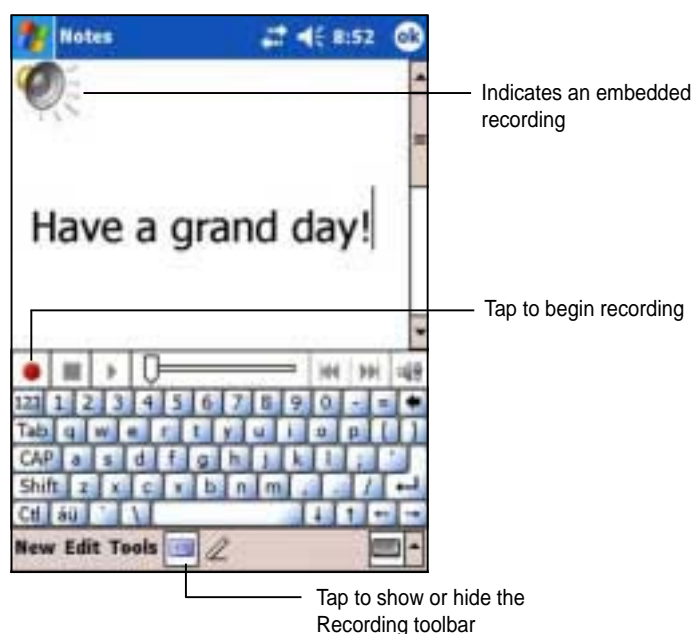 Notes 8:52 ok
Indicates an embedded
recording
Have a grand day!
Tap to begin recording
123 1 2 3 4 5 6 7 8 9 0 - =
Tab q w e r t y u i o p [ ]
CAP a s d f g h j k l ; '
Shift z x c v b n m , . /
Ctl áü ` \
New Edit Tools
Tap to show or hide the
Recording toolbar